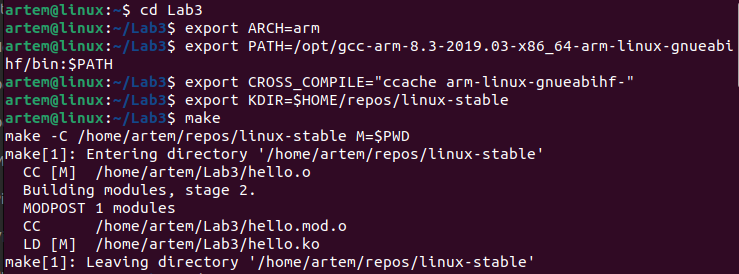 artem@linux:~$ cd Lab3
artem@linux:~/Lab3$ export ARCH=arm
artem@linux:~/Lab3$ export PATH=/opt/gcc-arm-8.3-2019.03-x86_64-arm-linux-gnueabi
hf/bin:$PATH
artem@linux:~/Lab3$ export CROSS_COMPILE="ccache arm-linux-gnueabihf-"
artem@linux:~/Lab3$ export KDIR=$HOME/repos/linux-stable
artem@linux:~/Lab3$ make
make -C /home/artem/repos/linux-stable M=$PWD
make[1]: Entering directory '/home/artem/repos/linux-stable'
  CC [M]  /home/artem/Lab3/hello.o
  Building modules, stage 2.
  MODPOST 1 modules
  CC      /home/artem/Lab3/hello.mod.o
  LD [M]  /home/artem/Lab3/hello.ko
make[1]: Leaving directory '/home/artem/repos/linux-stable'